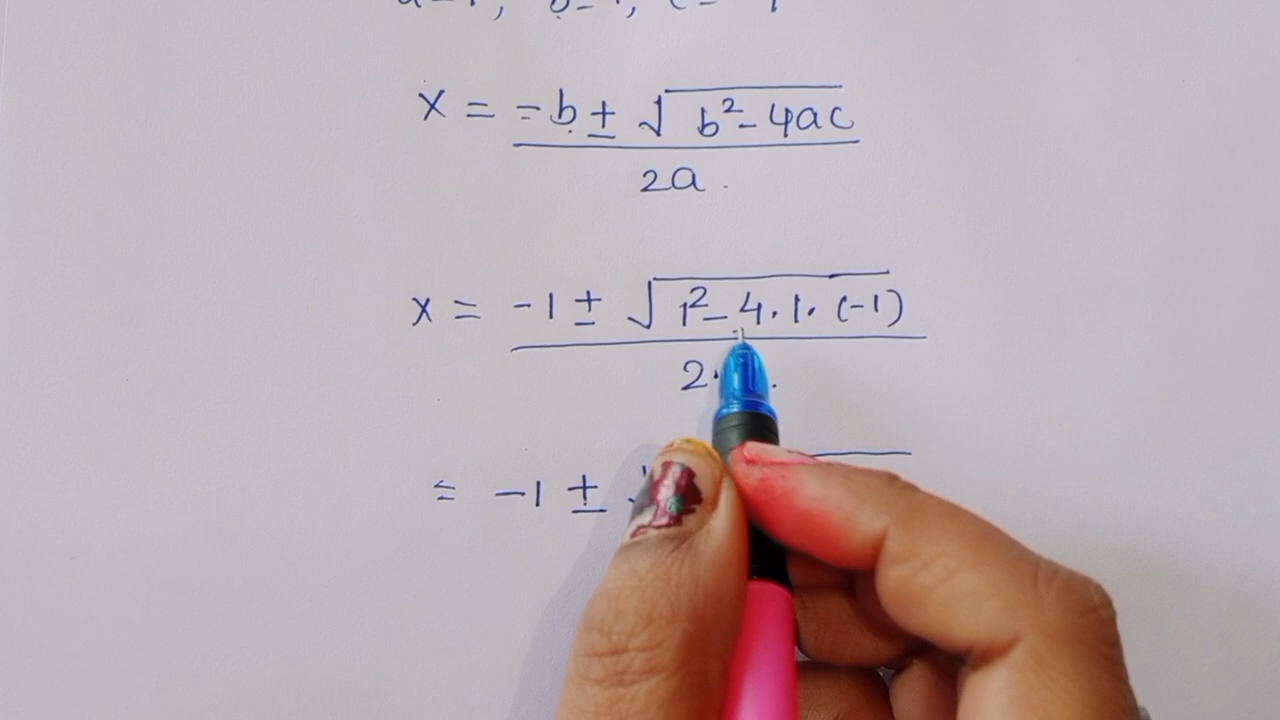 x = -b ± √b² - 4ac
2a.
x = -1 ± √1² - 4.1.(-1)
2.
= -1 ±